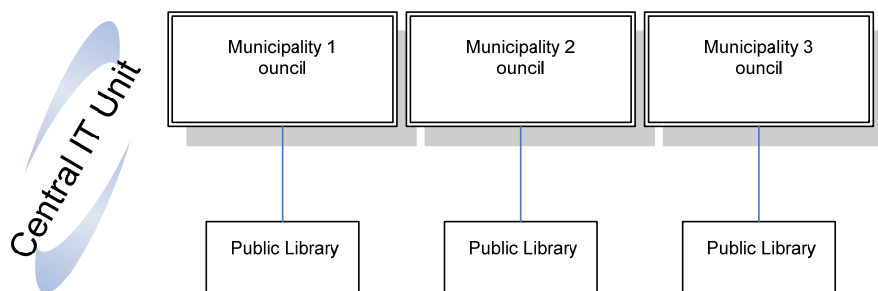 Central IT Unit
Municipality 1
ouncil
Municipality 2
ouncil
Municipality 3
ouncil
Public Library
Public Library
Public Library